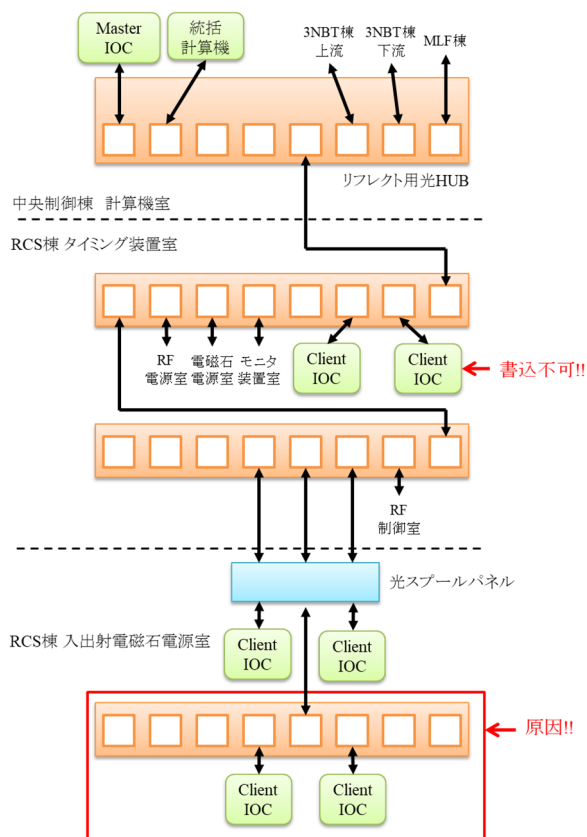 Master
IOC
統括
計算機
3NBT棟
上流
3NBT棟
下流
MLF棟
リフレクト用光HUB
中央制御棟 計算機室
RCS棟 タイミング装置室
RF
電源室
電磁石
電源室
モニタ
装置室
Client
IOC
Client
IOC
書込不可!!
RF
制御室
光スプールパネル
RCS棟 入出射電磁石電源室
Client
IOC
Client
IOC
原因!!
Client
IOC
Client
IOC